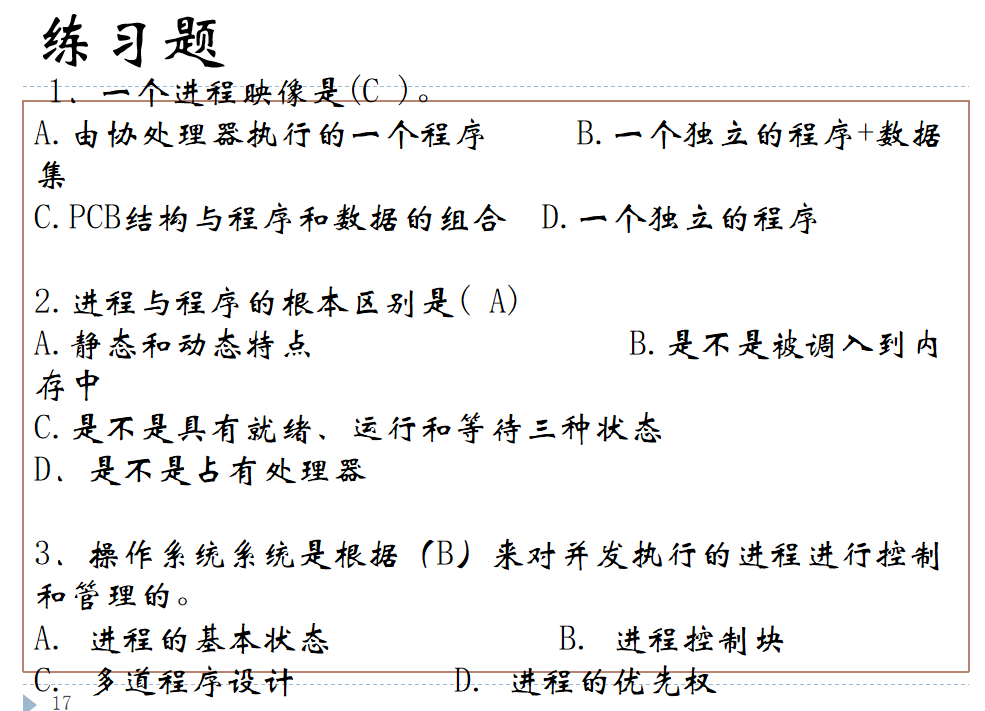 练习题
1、一个进程映像是(C )。
A.由协处理器执行的一个程序 B.一个独立的程序+数据
集
C.PCB结构与程序和数据的组合 D.一个独立的程序
2.进程与程序的根本区别是( A)
A.静态和动态特点 B.是不是被调入到内
存中
C.是不是具有就绪、运行和等待三种状态
D、是不是占有处理器
3、操作系统系统是根据（B）来对并发执行的进程进行控制
和管理的。
A. 进程的基本状态 B. 进程控制块
C. 多道程序设计 D. 进程的优先权
17